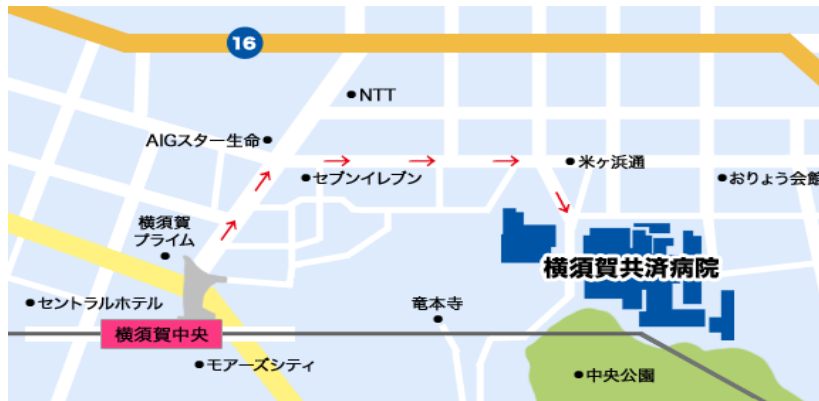 16
NTT
AIGスター生命
セブンイレブン
米ヶ浜通
おりょう会館
横須賀
プライム
横須賀共済病院
セントラルホテル
竜本寺
横須賀中央
モアーズシティ
中央公園